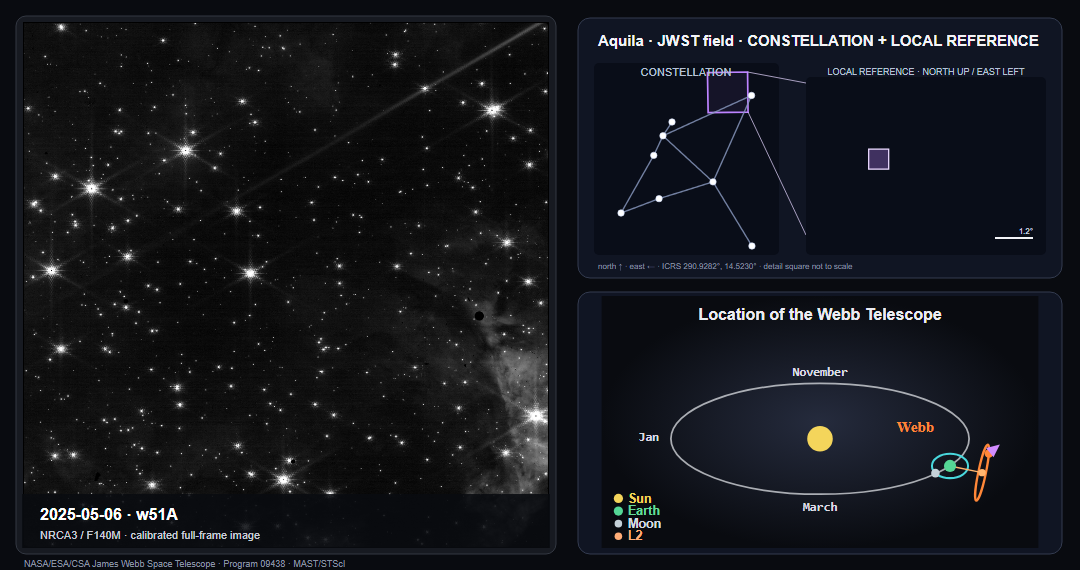 2025-05-06 · w51A
NRCA3 / F140M · calibrated full-frame image
NASA/ESA/CSA James Webb Space Telescope · Program 09438 · MAST/STScI
Aquila · JWST field · CONSTELLATION + LOCAL REFERENCE
CONSTELLATION
LOCAL REFERENCE · NORTH UP / EAST LEFT
1.2°
north ↑ · east ← · ICRS 290.9282°, 14.5230° · detail square not to scale
Location of the Webb Telescope
November
Webb
Jan
March
Sun
Earth
Moon
L2